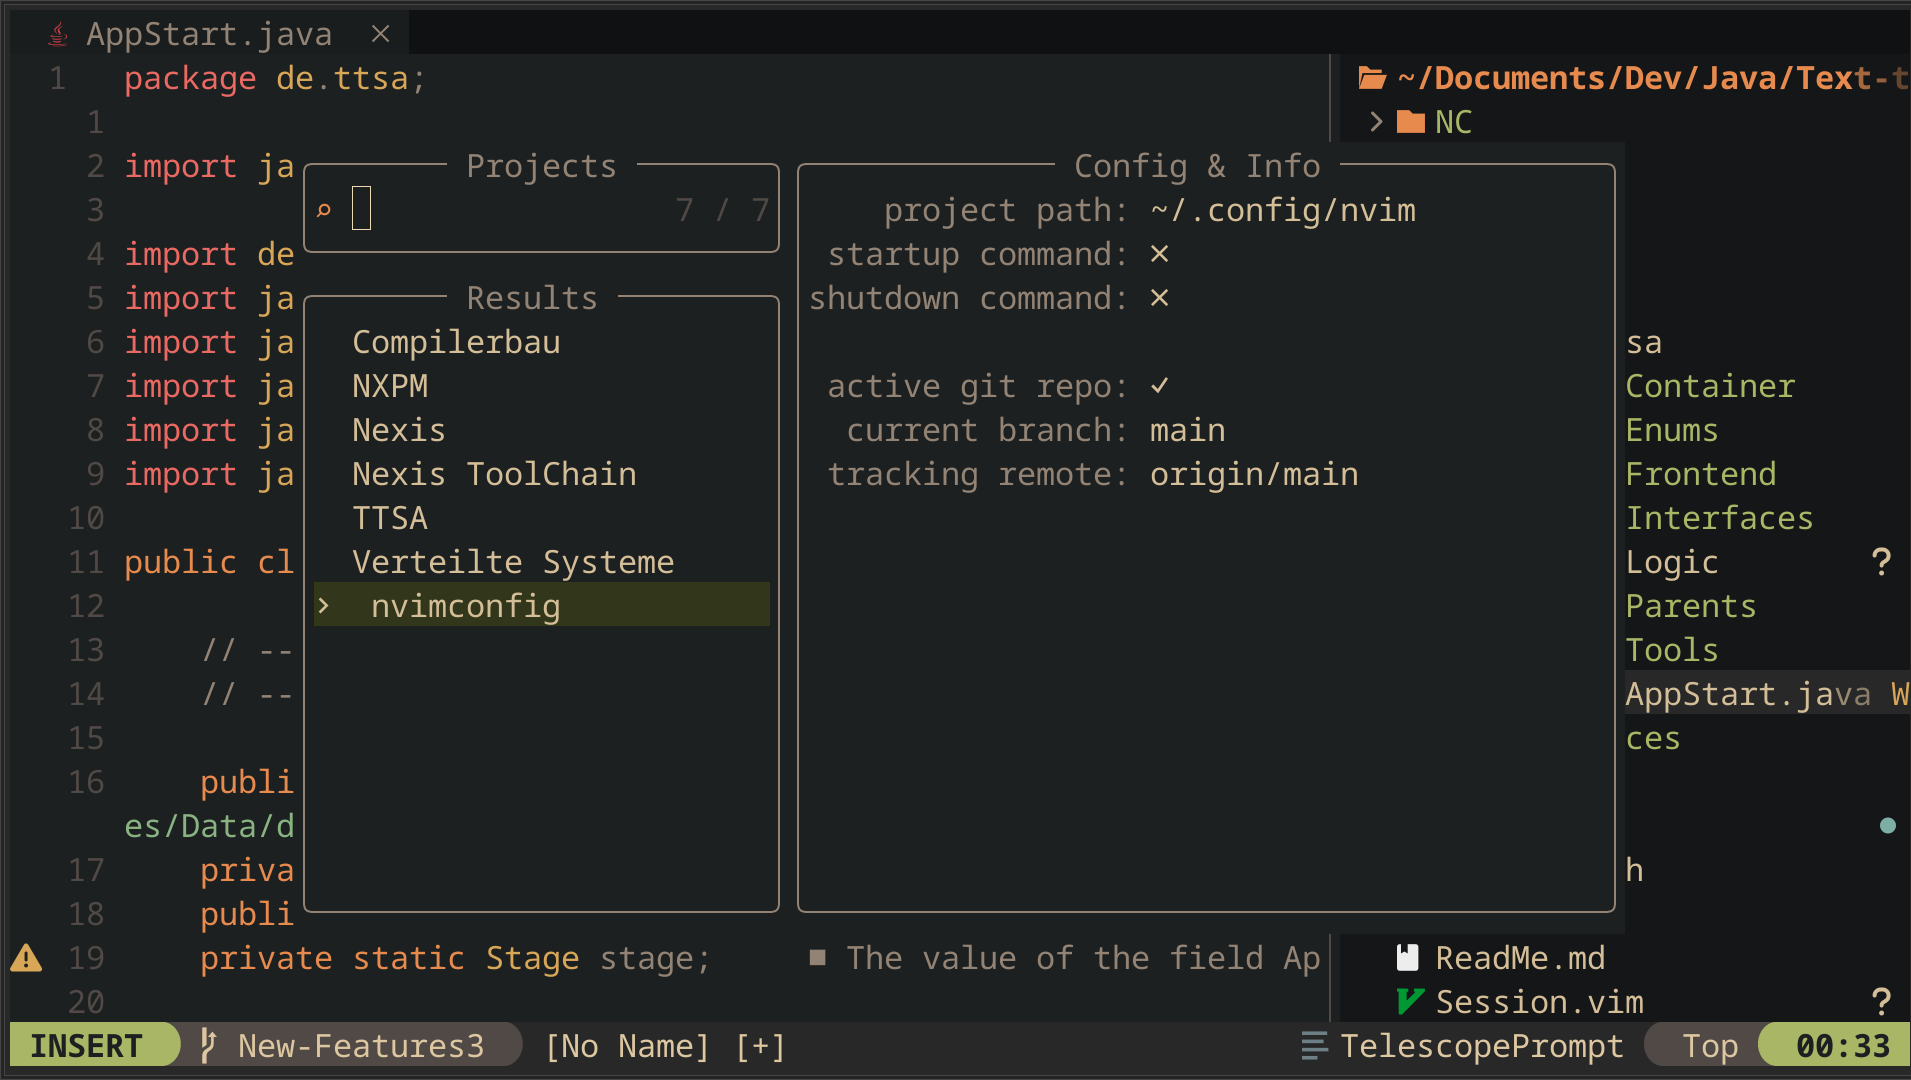 AppStart.java ×
1 package de.ttsa;
~/Documents/Dev/Java/Text-t
1
> NC
2 import ja
Projects
7 / 7
3
4 import de
5 import ja
6 import ja
7 import ja
8 import ja
9 import ja
10
11 public cl
12
13 // --
14 // --
15
16 publi
es/Data/d
17 priva
18 publi
19 private static Stage stage; ■ The value of the field Ap
20
Results
Compilerbau
NXPM
Nexis
Nexis ToolChain
TTSA
Verteilte Systeme
> nvimconfig
Config & Info
project path: ~/.config/nvim
startup command: ×
shutdown command: ×
active git repo: ✓
current branch: main
tracking remote: origin/main
sa
Container
Enums
Frontend
Interfaces
Logic ?
Parents
Tools
AppStart.java W
ces
h
ReadMe.md
Session.vim ?
INSERT New-Features3 [No Name] [+] TelescopePrompt Top 00:33